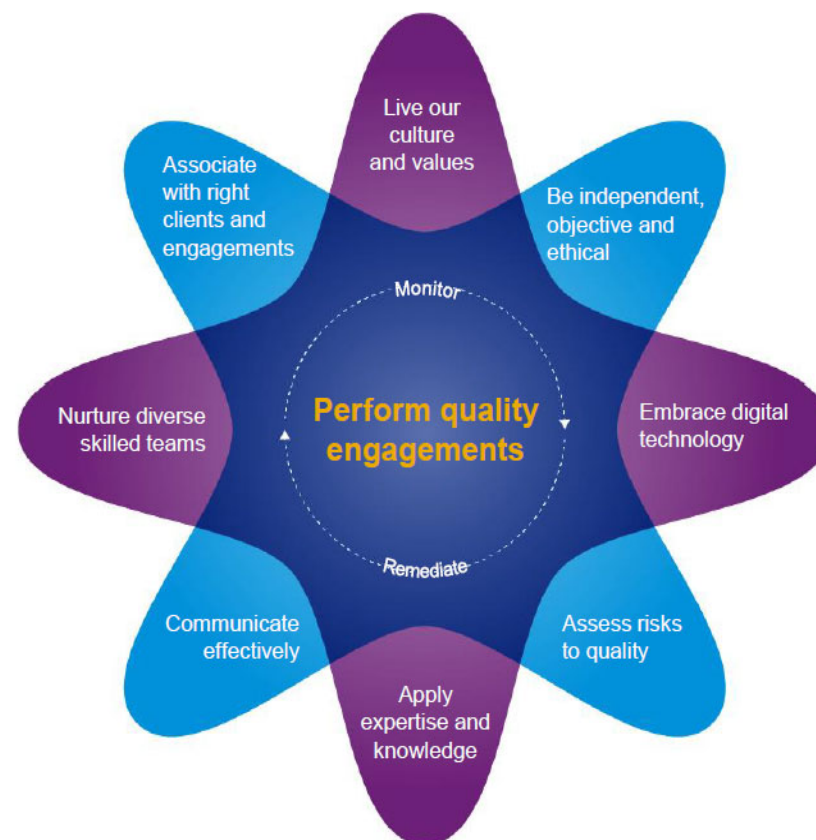 Live our
culture
and values
Be independent,
objective and
ethical
Embrace digital
technology
Assess risks
to quality
Apply
expertise and
knowledge
Communicate
effectively
Nurture diverse
skilled teams
Associate
with right
clients and
engagements
Monitor
Perform quality
engagements
Remediate